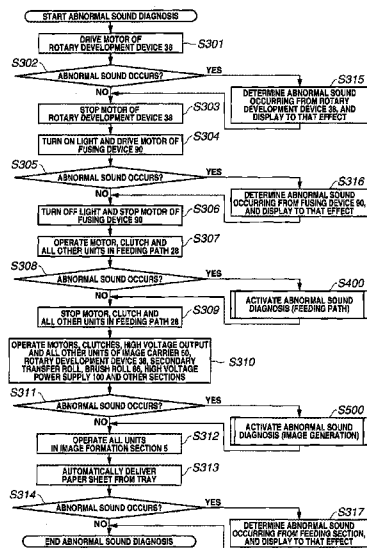 START ABNORMAL SOUND DIAGNOSIS
DRIVE MOTOR OF
ROTARY DEVELOPMENT DEVICE 38
S301
S302
ABNORMAL SOUND OCCURS?
YES
S315
NO
DETERMINE ABNORMAL SOUND
OCCURRING FROM ROTARY
DEVELOPMENT DEVICE 38,
AND DISPLAY TO THAT EFFECT
STOP MOTOR OF
ROTARY DEVELOPMENT DEVICE 38
S303
TURN ON LIGHT AND DRIVE MOTOR OF
FUSING DEVICE 90
S304
S305
ABNORMAL SOUND OCCURS?
YES
S316
NO
DETERMINE ABNORMAL SOUND
OCCURRING FROM FUSING DEVICE 90,
AND DISPLAY TO THAT EFFECT
TURN OFF LIGHT AND STOP MOTOR OF
FUSING DEVICE 90
S306
OPERATE MOTOR, CLUTCH AND
ALL OTHER UNITS IN FEEDING PATH 28
S307
S308
ABNORMAL SOUND OCCURS?
YES
S400
NO
ACTIVATE ABNORMAL SOUND
DIAGNOSIS (FEEDING PATH)
STOP MOTOR, CLUTCH AND
ALL OTHER UNITS IN FEEDING PATH 28
S309
OPERATE MOTORS, CLUTCHES, HIGH VOLTAGE OUTPUT
AND ALL OTHER UNITS OF IMAGE CARRIER 50,
ROTARY DEVELOPMENT DEVICE 38, SECONDARY
TRANSFER ROLL, BRUSH ROLL 86, HIGH VOLTAGE
POWER SUPPLY 100 AND OTHER SECTIONS
S310
S311
ABNORMAL SOUND OCCURS?
YES
S500
NO
ACTIVATE ABNORMAL SOUND
DIAGNOSIS (IMAGE GENERATION)
OPERATE ALL UNITS
IN IMAGE FORMATION SECTION 5
S312
AUTOMATICALLY DELIVER
PAPER SHEET FROM TRAY
S313
S314
ABNORMAL SOUND OCCURS?
YES
S317
NO
DETERMINE ABNORMAL SOUND
OCCURRING FROM FEEDING SECTION,
AND DISPLAY TO THAT EFFECT
END ABNORMAL SOUND DIAGNOSIS